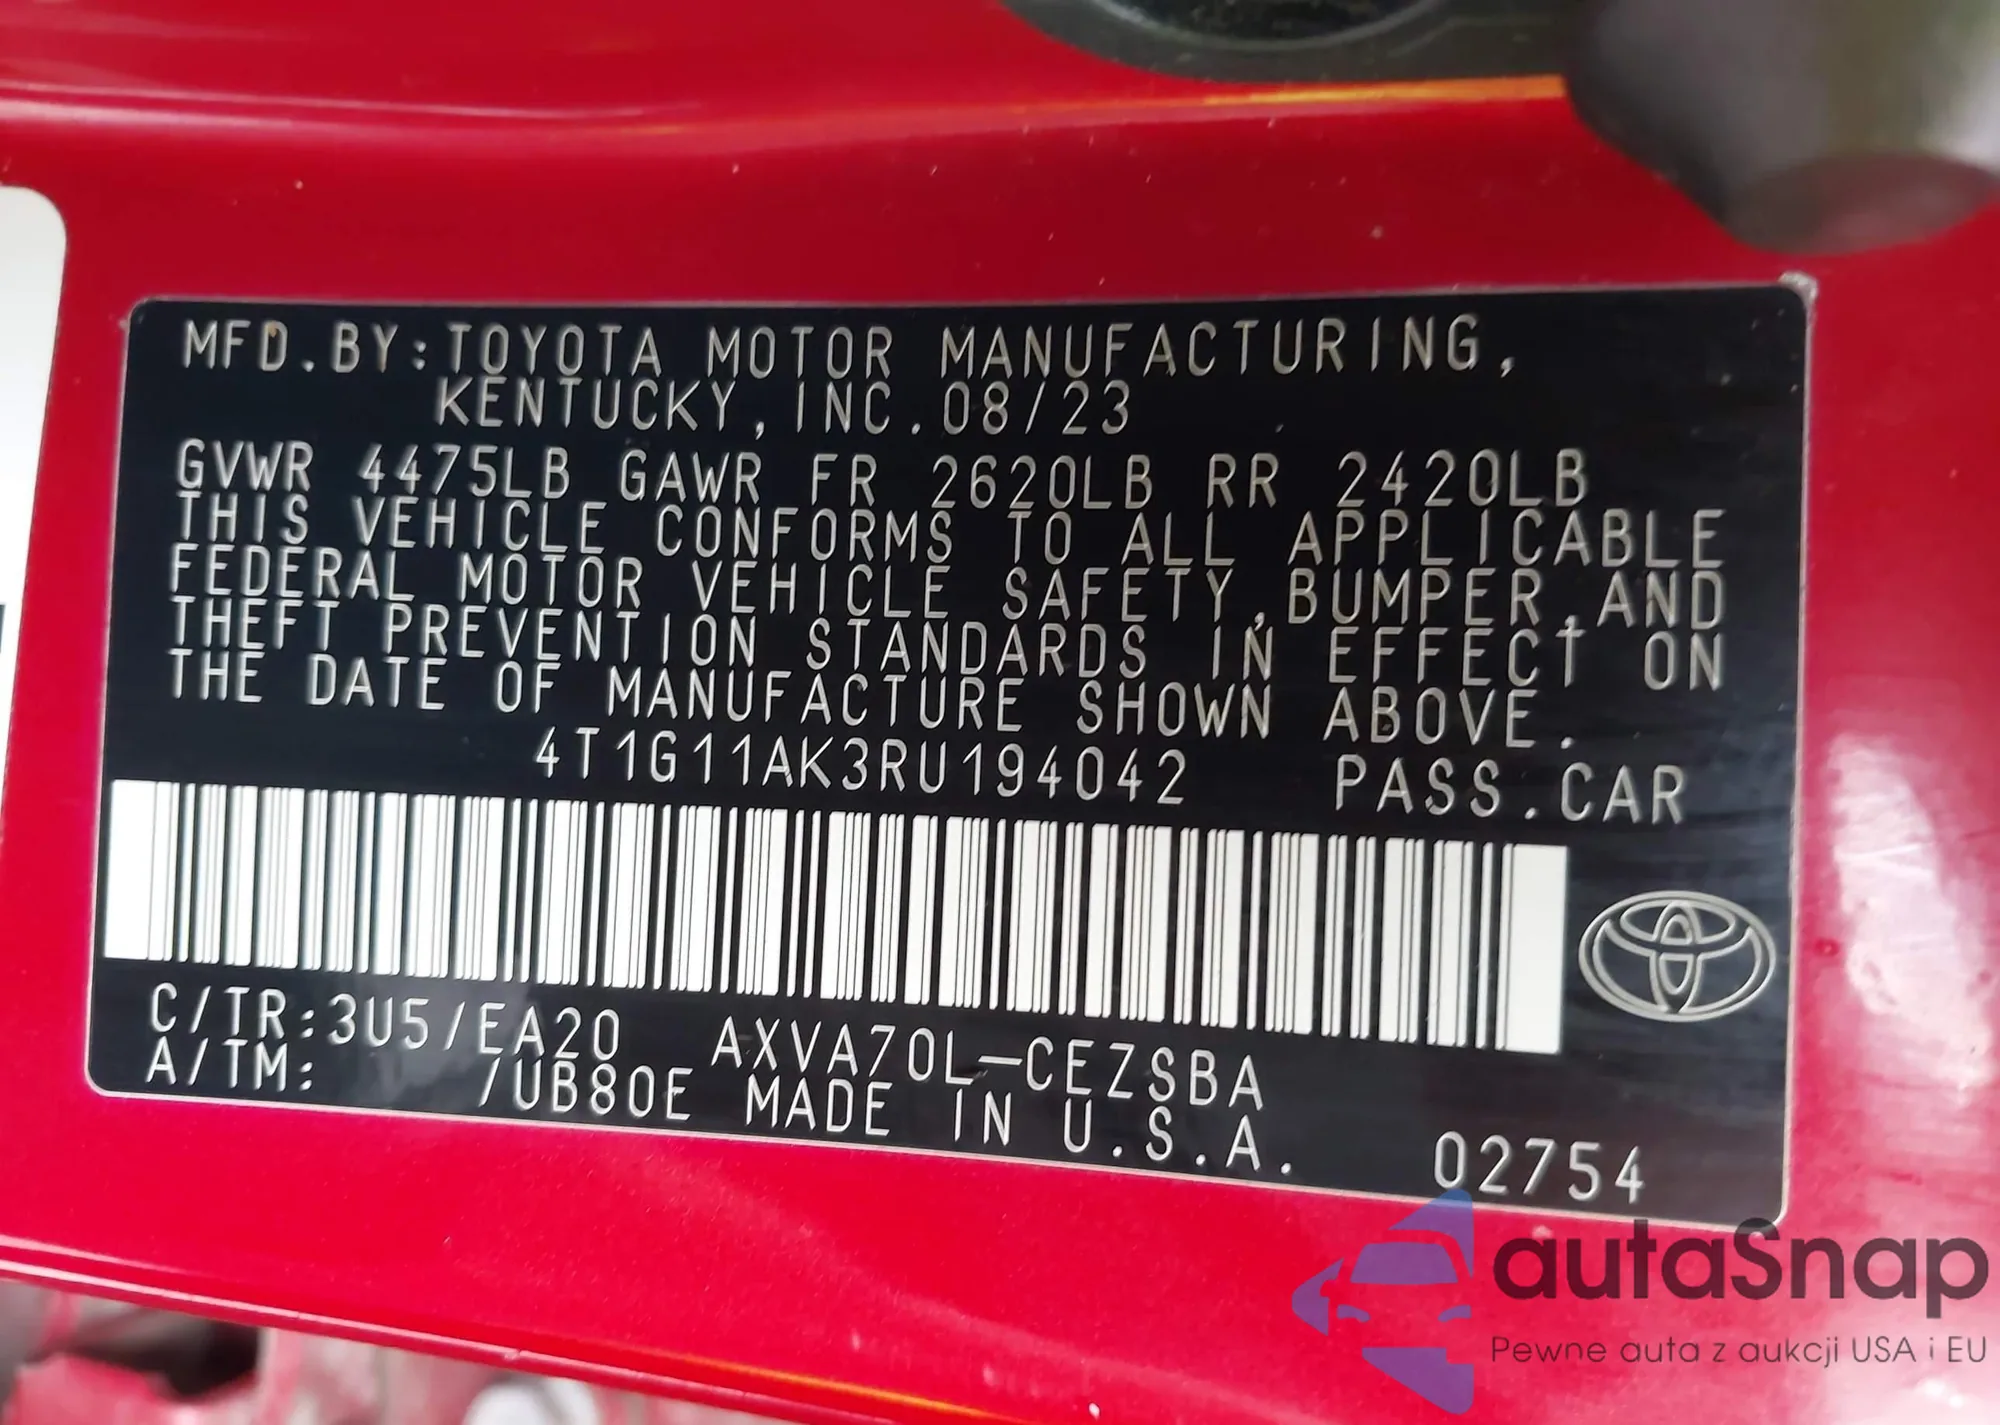 MFD.BY:TOYOTA MOTOR MANUFACTURING,
KENTUCKY,INC.08/23
GVWR 4475LB GAWR FR 2620LB RR 2420LB
THIS VEHICLE CONFORMS TO ALL APPLICABLE
FEDERAL MOTOR VEHICLE SAFETY,BUMPER,AND
THEFT PREVENTION STANDARDS IN EFFECT ON
THE DATE OF MANUFACTURE SHOWN ABOVE.
4T1G11AK3RU194042 PASS.CAR
C/TR:3U5/EA20 AXVA70L-CEZSBA
A/TM: /UB80E MADE IN U.S.A.
02754
autaSnap
Pewne auta z aukcji USA i EU